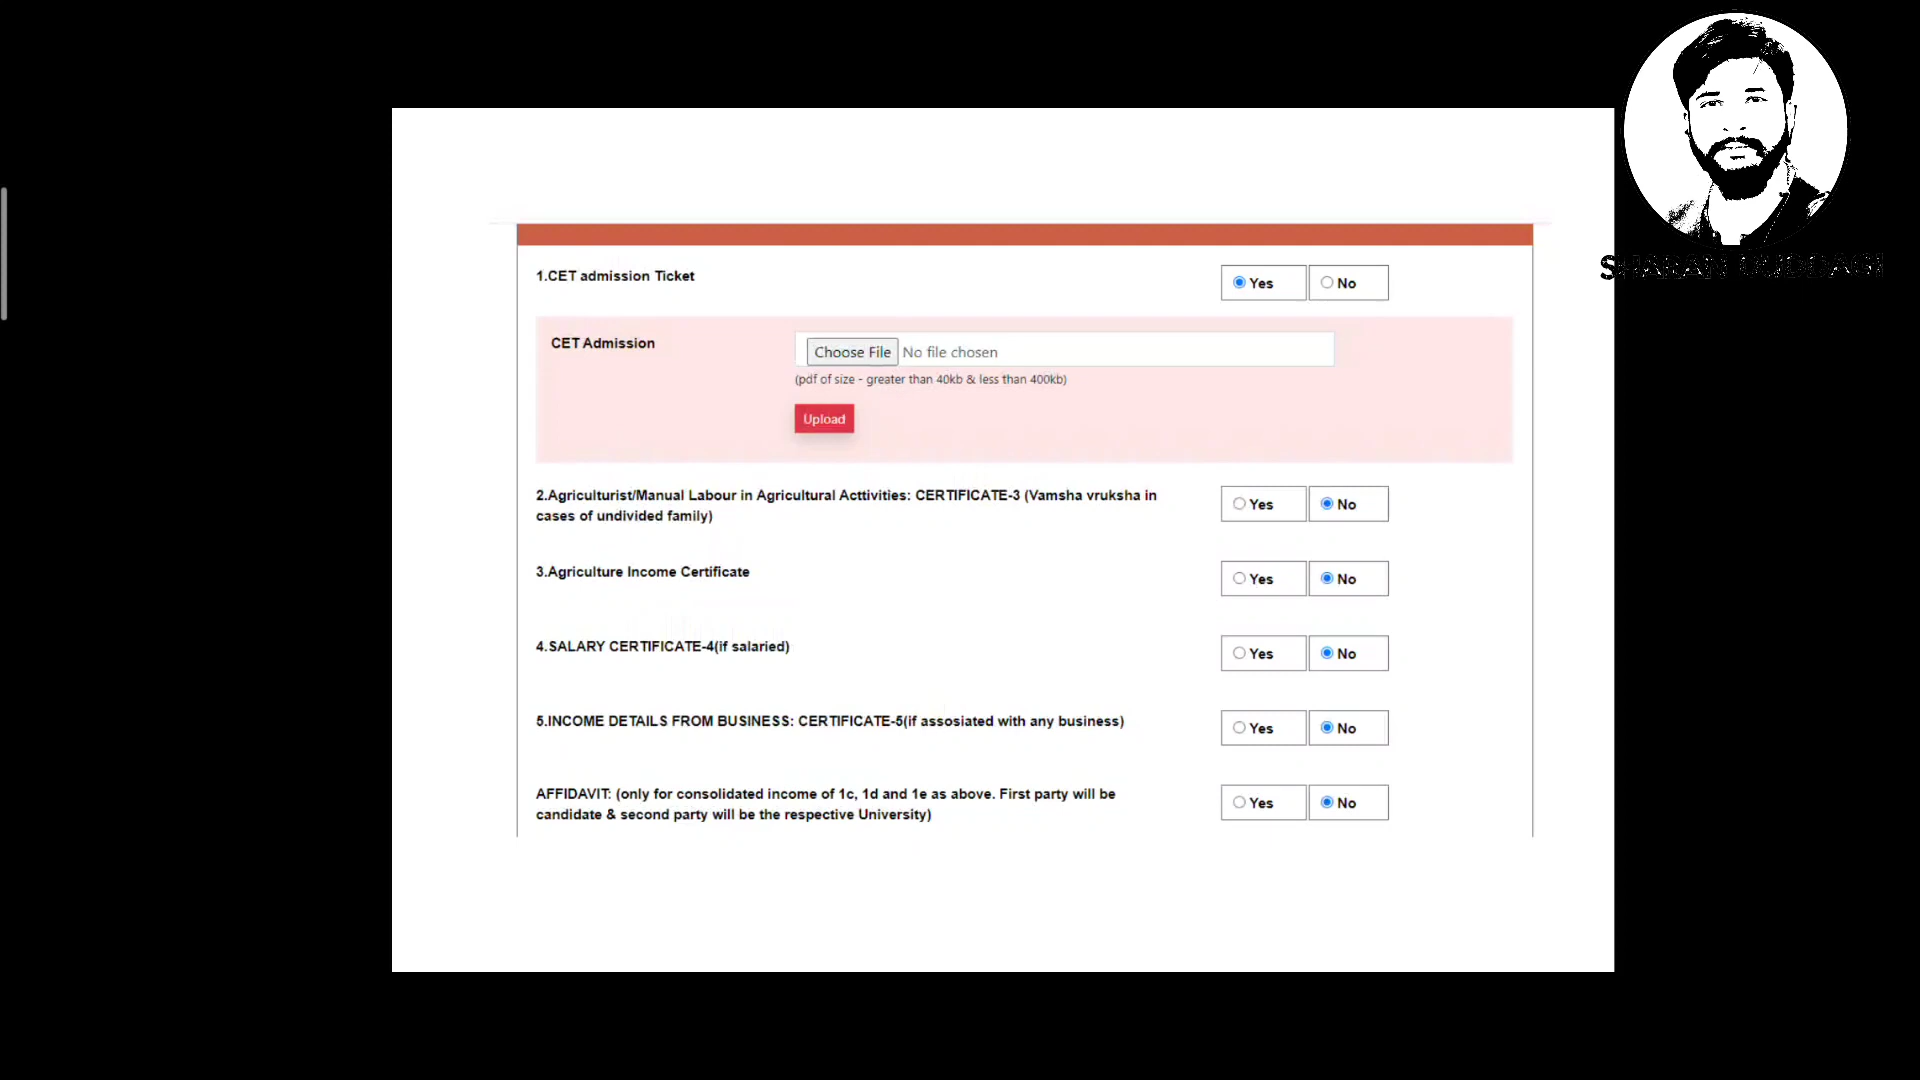 1.CET admission Ticket
Yes No
CET Admission
Choose File No file chosen
(pdf of size - greater than 40kb & less than 400kb)
Upload
2.Agriculturist/Manual Labour in Agricultural Acttivities: CERTIFICATE-3 (Vamsha vruksha in
cases of undivided family)
Yes No
3.Agriculture Income Certificate
Yes No
4.SALARY CERTIFICATE-4(if salaried)
Yes No
5.INCOME DETAILS FROM BUSINESS: CERTIFICATE-5(if assosiated with any business)
Yes No
AFFIDAVIT: (only for consolidated income of 1c, 1d and 1e as above. First party will be
candidate & second party will be the respective University)
Yes No